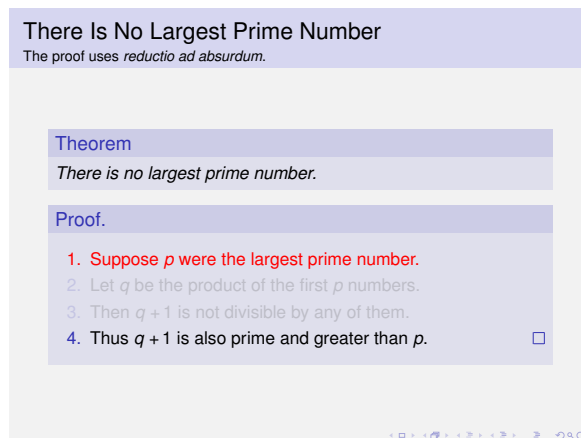 There Is No Largest Prime Number
The proof uses reductio ad absurdum.
Theorem
There is no largest prime number.
Proof.
1. Suppose p were the largest prime number.
2. Let q be the product of the first p numbers.
3. Then q + 1 is not divisible by any of them.
4. Thus q + 1 is also prime and greater than p.